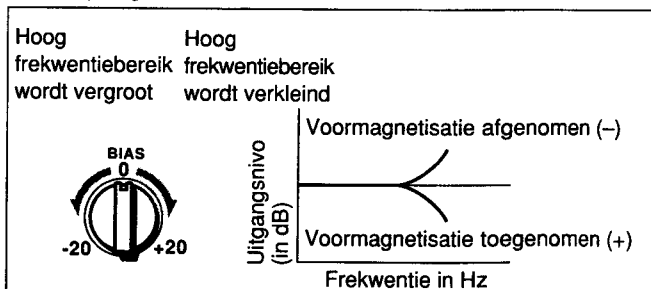 Hoog
frekwentiebereik
wordt vergroot
Hoog
frekwentiebereik
wordt verkleind
BIAS
0
-20
+20
Uitgangsnivo
(in dB)
Voormagnetisatie afgenomen (–)
Voormagnetisatie toegenomen (+)
Frekwentie in Hz